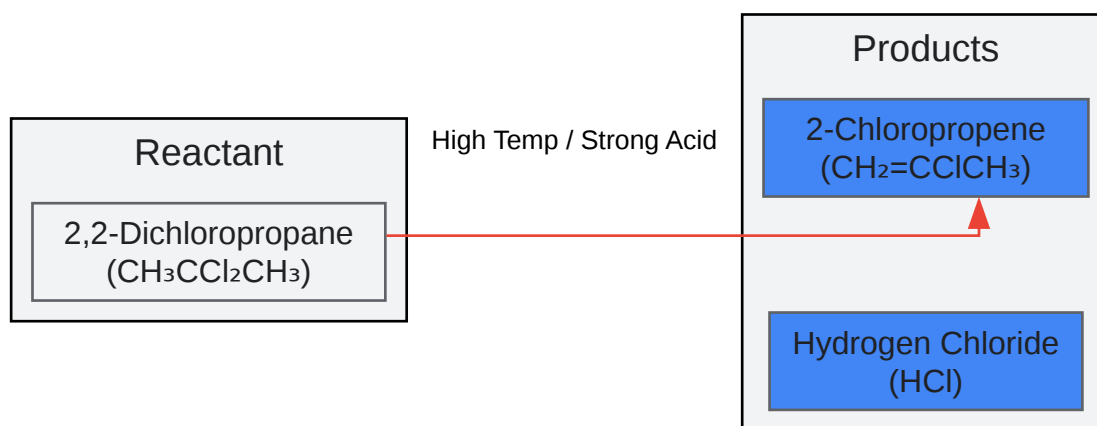 Reactant
2,2-Dichloropropane
(CH₃CCl₂CH₃)
High Temp / Strong Acid
Products
2-Chloropropene
(CH₂=CClCH₃)
Hydrogen Chloride
(HCl)